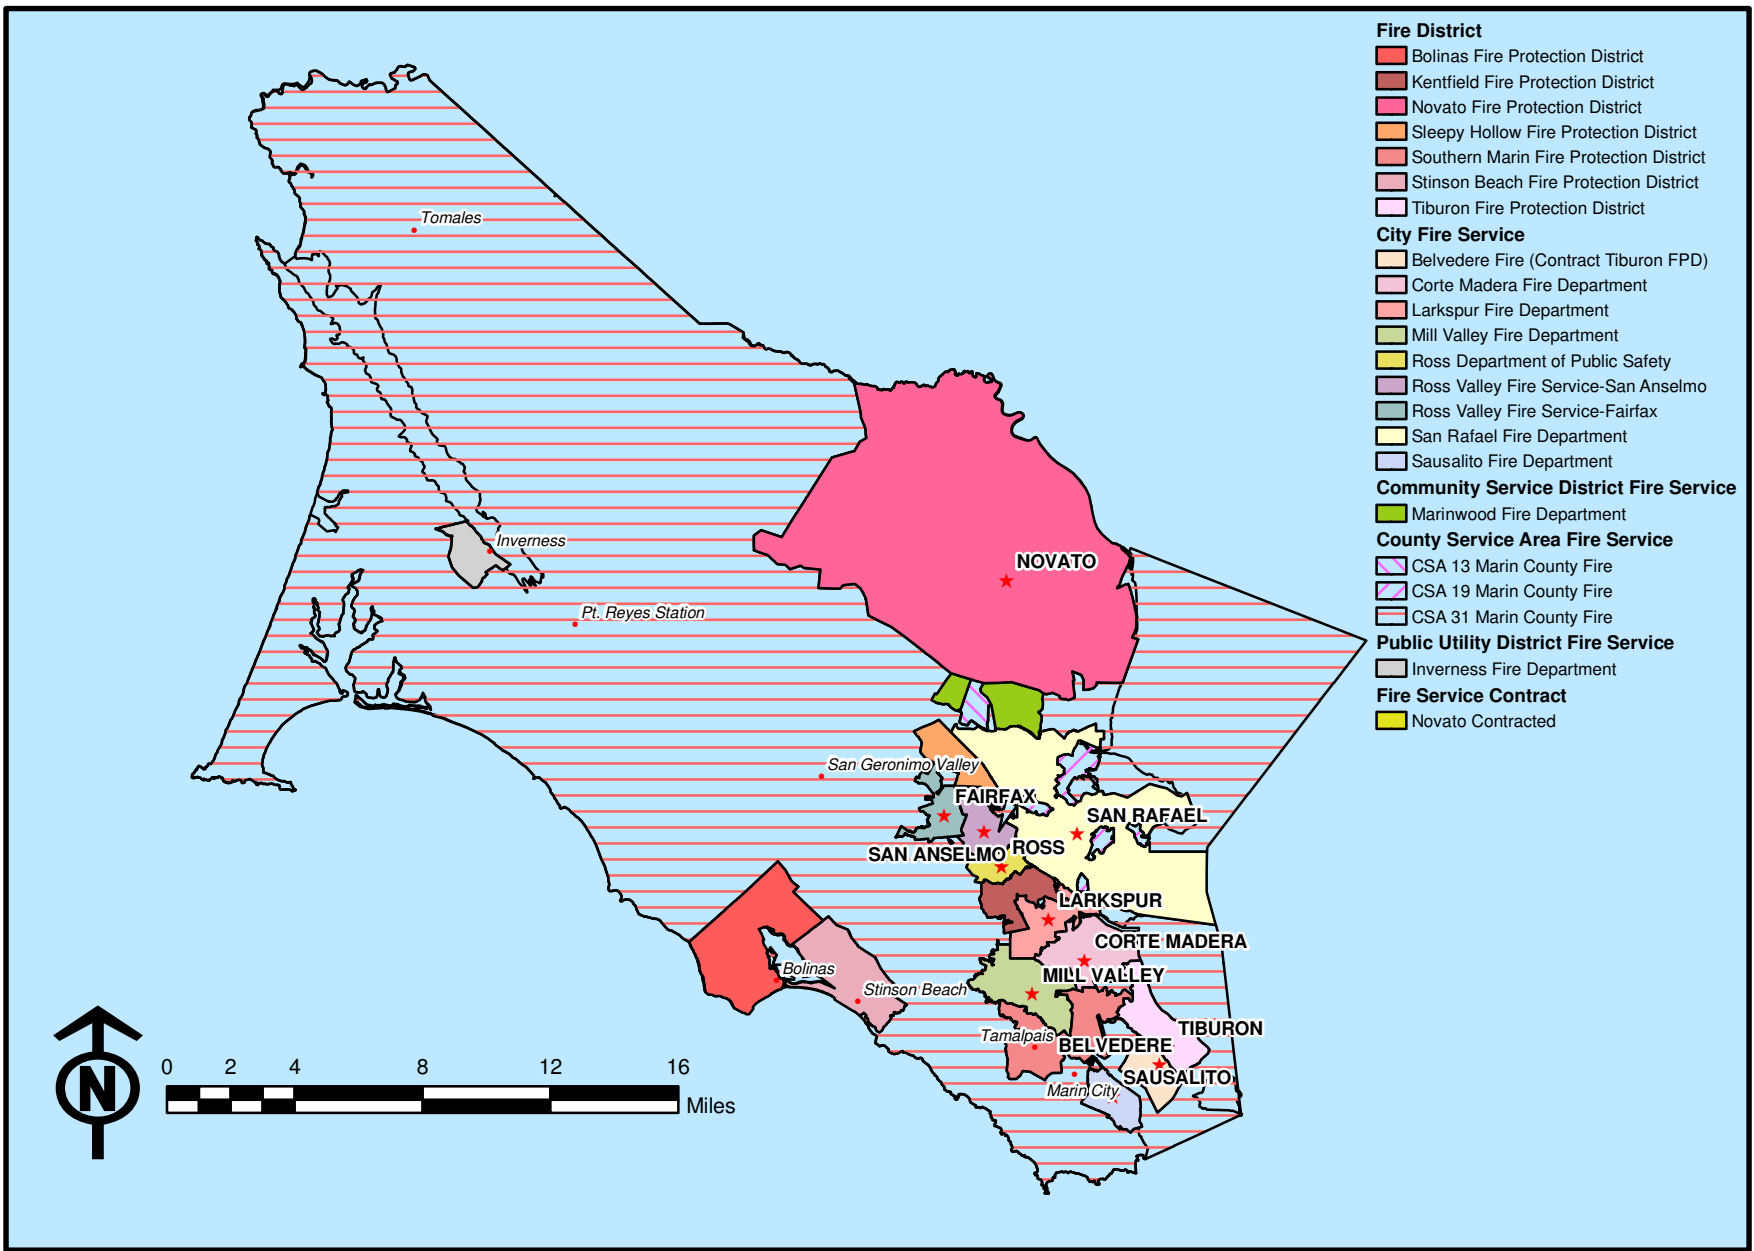 Fire District
Bolinas Fire Protection District
Kentfield Fire Protection District
Novato Fire Protection District
Sleepy Hollow Fire Protection District
Southern Marin Fire Protection District
Stinson Beach Fire Protection District
Tiburon Fire Protection District
City Fire Service
Belvedere Fire (Contract Tiburon FPD)
Corte Madera Fire Department
Larkspur Fire Department
Mill Valley Fire Department
Ross Department of Public Safety
Ross Valley Fire Service-San Anselmo
Ross Valley Fire Service-Fairfax
San Rafael Fire Department
Sausalito Fire Department
Community Service District Fire Service
Marinwood Fire Department
County Service Area Fire Service
CSA 13 Marin County Fire
CSA 19 Marin County Fire
CSA 31 Marin County Fire
Public Utility District Fire Service
Inverness Fire Department
Fire Service Contract
Novato Contracted
Tomales
Inverness
NOVATO
Pt. Reyes Station
San Geronimo Valley
FAIRFAX
SAN RAFAEL
SAN ANSELMO
ROSS
LARKSPUR
CORTE MADERA
Bolinas
MILL VALLEY
Stinson Beach
TIBURON
Tamalpais
BELVEDERE
SAUSALITO
Marin City
N
0 2 4 8 12 16
Miles